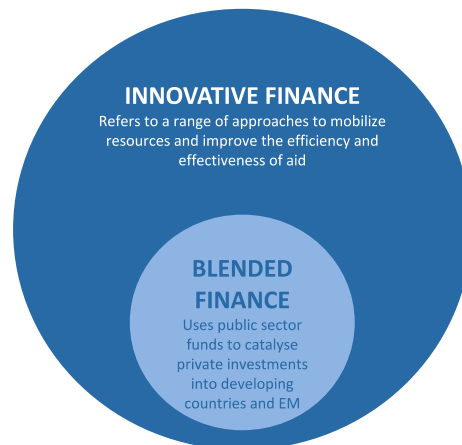 INNOVATIVE FINANCE
Refers to a range of approaches to mobilize
resources and improve the efficiency and
effectiveness of aid
BLENDED
FINANCE
Uses public sector
funds to catalyse
private investments
into developing
countries and EM